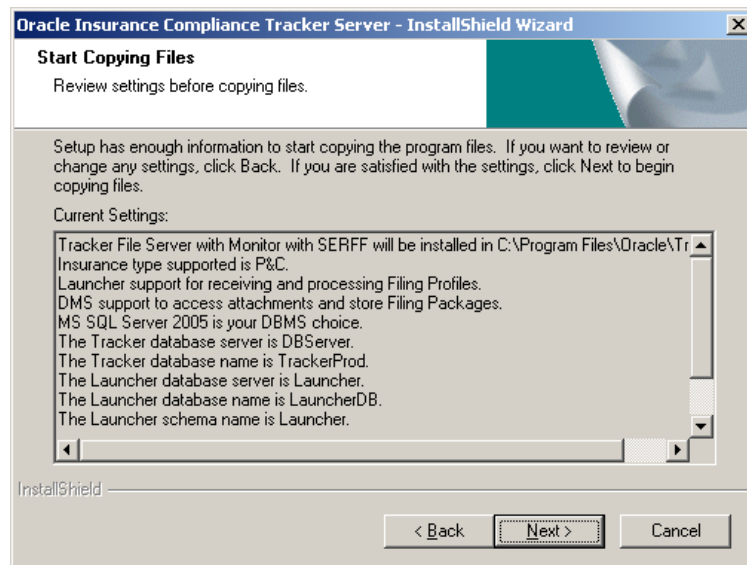 Oracle Insurance Compliance Tracker Server - InstallShield Wizard
Start Copying Files
Review settings before copying files.
Setup has enough information to start copying the program files. If you want to review or
change any settings, click Back. If you are satisfied with the settings, click Next to begin
copying files.
Current Settings:
Tracker File Server with Monitor with SERFF will be installed in C:\Program Files\Oracle\Tr
Insurance type supported is P&C.
Launcher support for receiving and processing Filing Profiles.
DMS support to access attachments and store Filing Packages.
MS SQL Server 2005 is your DBMS choice.
The Tracker database server is DBServer.
The Tracker database name is TrackerProd.
The Launcher database server is Launcher.
The Launcher database name is LauncherDB.
The Launcher schema name is Launcher.
InstallShield
< Back Next > Cancel